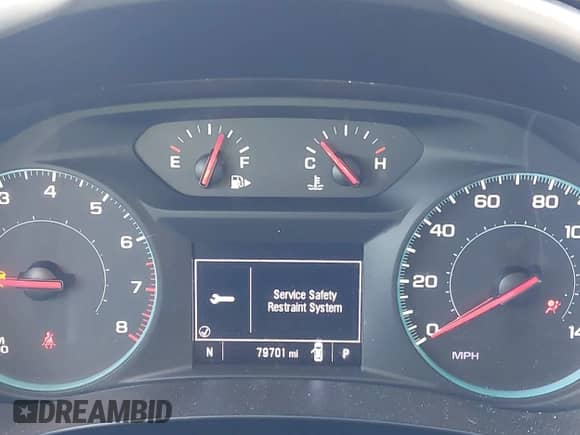 3 4 5 6 7 8
E F
C H
0 20 40 60 80 14
MPH
Service Safety
Restraint System
N 79701 mi P
DREAMBID